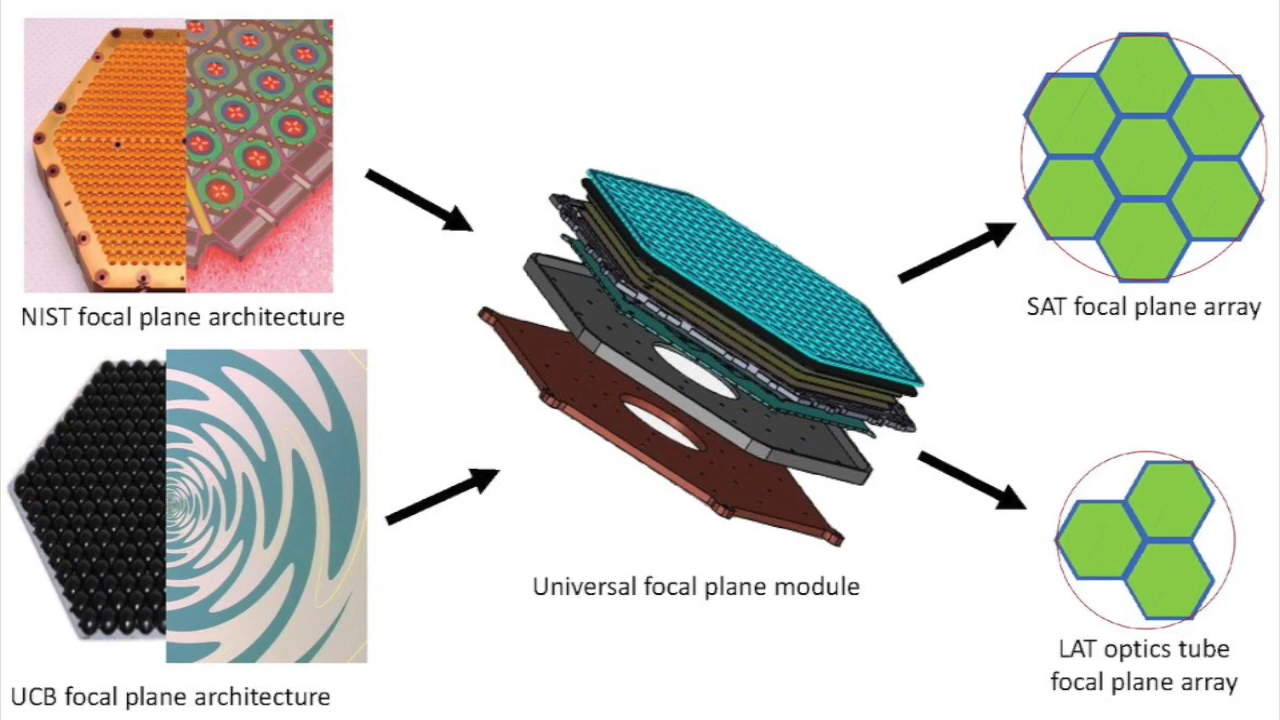 NIST focal plane architecture
SAT focal plane array
Universal focal plane module
LAT optics tube
focal plane array
UCB focal plane architecture